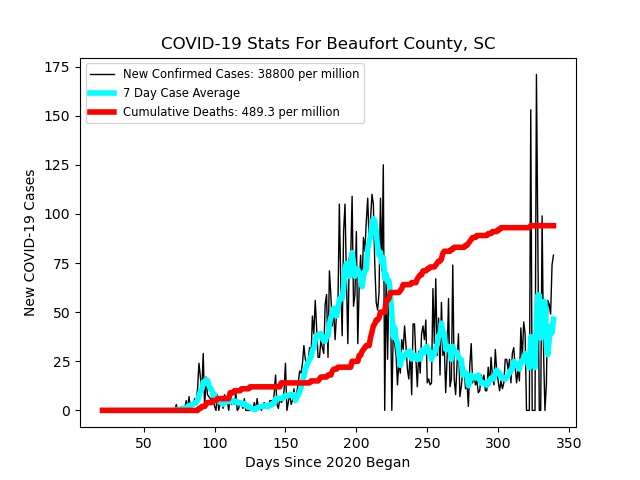 COVID-19 Stats For Beaufort County, SC
New Confirmed Cases: 38800 per million
7 Day Case Average
Cumulative Deaths: 489.3 per million
New COVID-19 Cases
175
150
125
100
75
50
25
0
50 100 150 200 250 300 350
Days Since 2020 Began